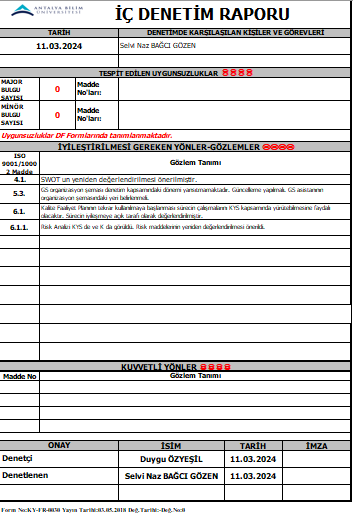 ANTALYA BİLİM
ÜNİVERSİTESİ
İÇ DENETİM RAPORU
TARİH
DENETİMDE KARŞILAŞILAN KİŞİLER VE GÖREVLERİ
11.03.2024
Selvi Naz BAĞCI GÖZEN
TESPİT EDİLEN UYGUNSUZLUKLAR
MAJÖR
BULGU
SAYISI
0
Madde
No'ları:
MİNÖR
BULGU
SAYISI
0
Madde
No'ları:
Uygunsuzluklar DF Formlarında tanımlanmaktadır.
İYİLEŞTİRİLMESİ GEREKEN YÖNLER-GÖZLEMLER
ISO
9001/1000
2 Madde
Gözlem Tanımı
4.1.
SWOT un yeniden değerlendirilmesi önerilmiştir.
5.3.
GS organizasyon şeması denetim kapsamındaki dönemi yansıtmamaktadır. Güncelleme yapılmalı. GS asistanının
organizasyon şemasındaki yeri belirlenmeli.
6.1.
Kalite Faaliyet Planının tekrar kullanılmaya başlanması sürecin çalışmaların KYS kapsamında yürütebilmesine faydalı
olacaktır. Sürecin iyileşmeye açık tarafı olarak değerlendirilmiştir.
6.1.1.
Risk Analizi KYS de ve K da görüldü. Risk maddelerinin yeniden değerlendirilmesi önerildi.
KUVVETLİ YÖNLER
Madde No
Gözlem Tanımı
ONAY
İSİM
TARİH
İMZA
Denetçi
Duygu ÖZYEŞİL
11.03.2024
Denetlenen
Selvi Naz BAĞCI GÖZEN
11.03.2024
Form No:KY-FR-0030 Yayın Tarihi:03.05.2018 Değ.Tarihi:-Değ.No:0